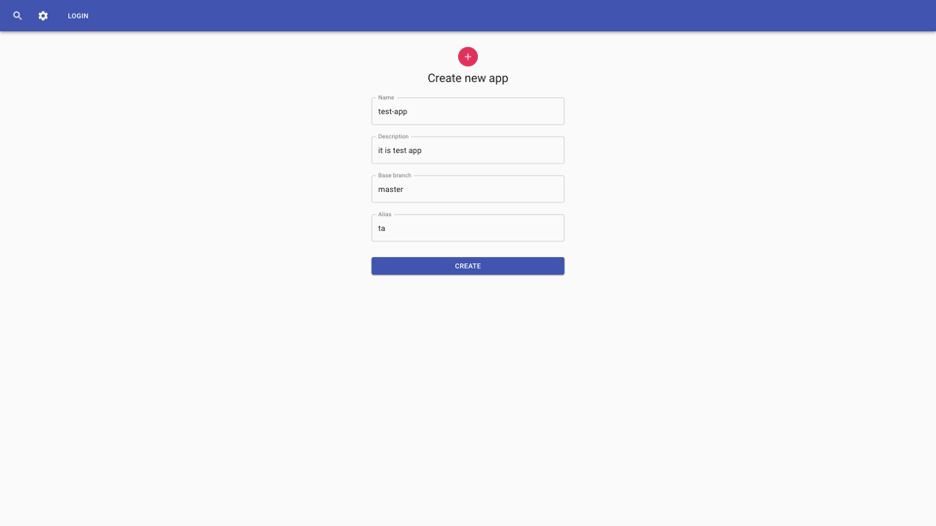 LOGIN
Create new app
Name
test-app
Description
it is test app
Base branch
master
Alias
ta
CREATE